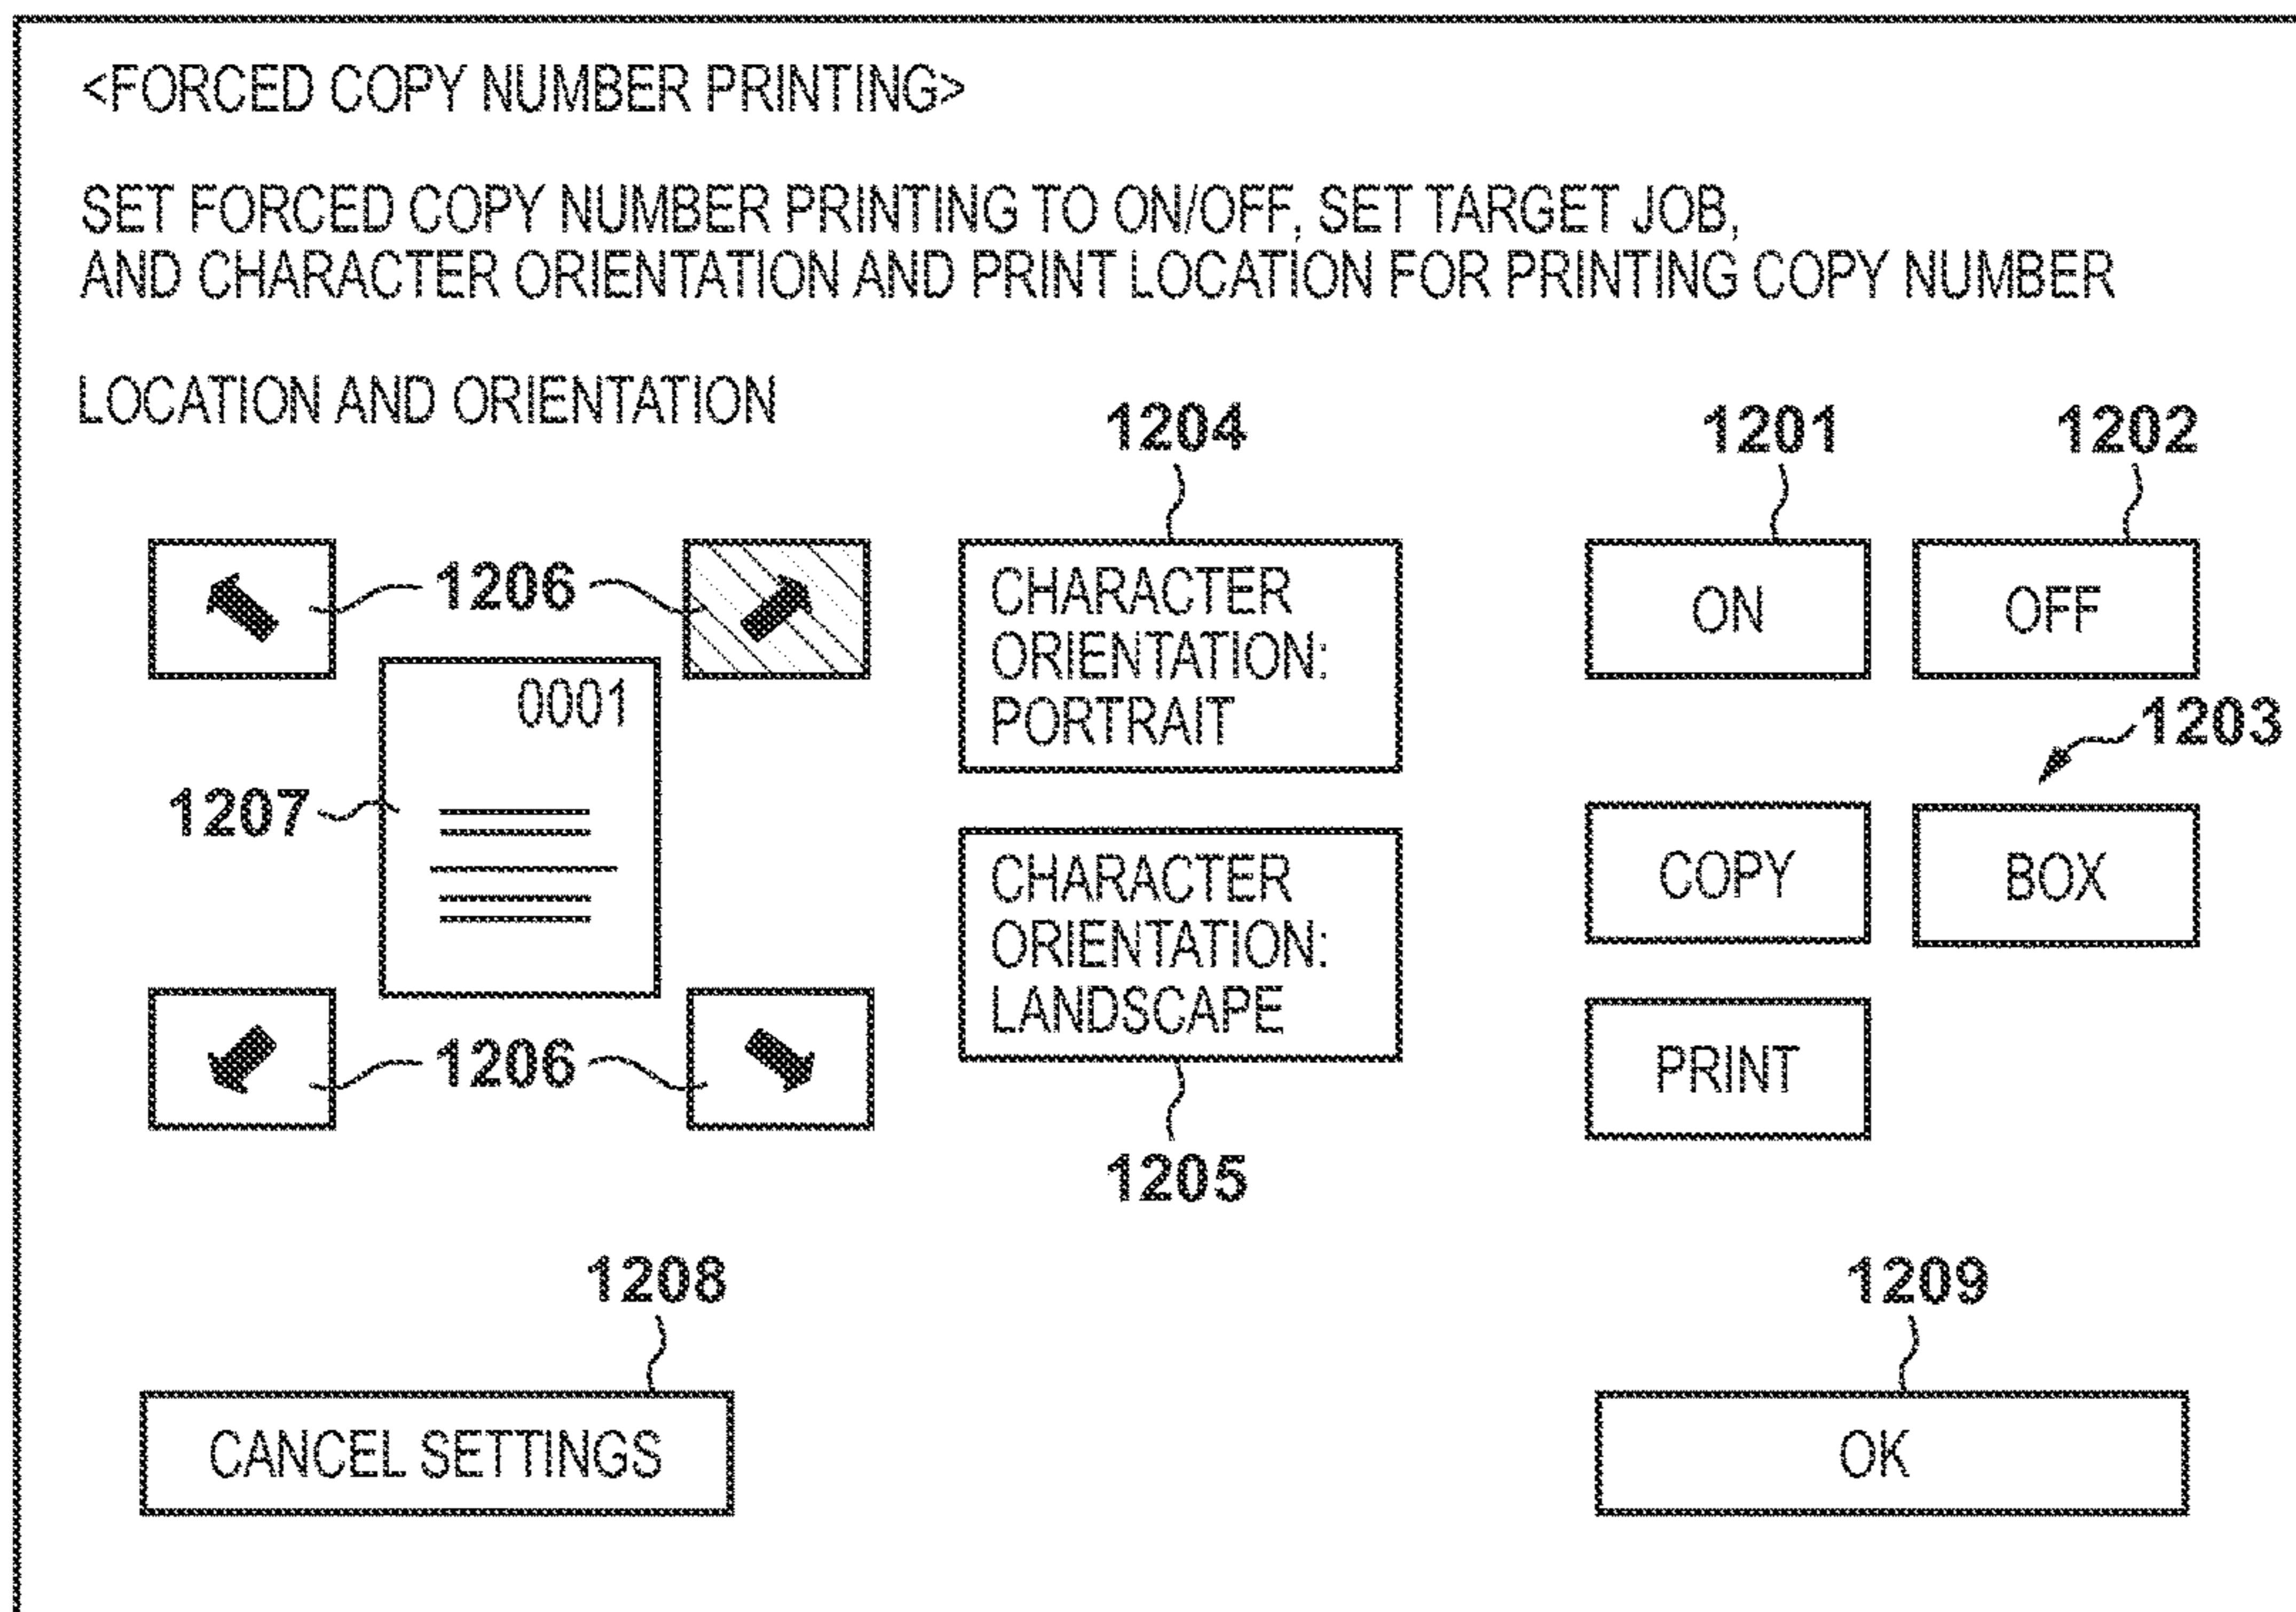 <FORCED COPY NUMBER PRINTING>
SET FORCED COPY NUMBER PRINTING TO ON/OFF, SET TARGET JOB,
AND CHARACTER ORIENTATION AND PRINT LOCATION FOR PRINTING COPY NUMBER
LOCATION AND ORIENTATION
1204
1201
1202
1206
CHARACTER
ORIENTATION:
PORTRAIT
ON
OFF
0001
1203
1207
CHARACTER
ORIENTATION:
LANDSCAPE
COPY
BOX
1206
PRINT
1205
1208
1209
CANCEL SETTINGS
OK